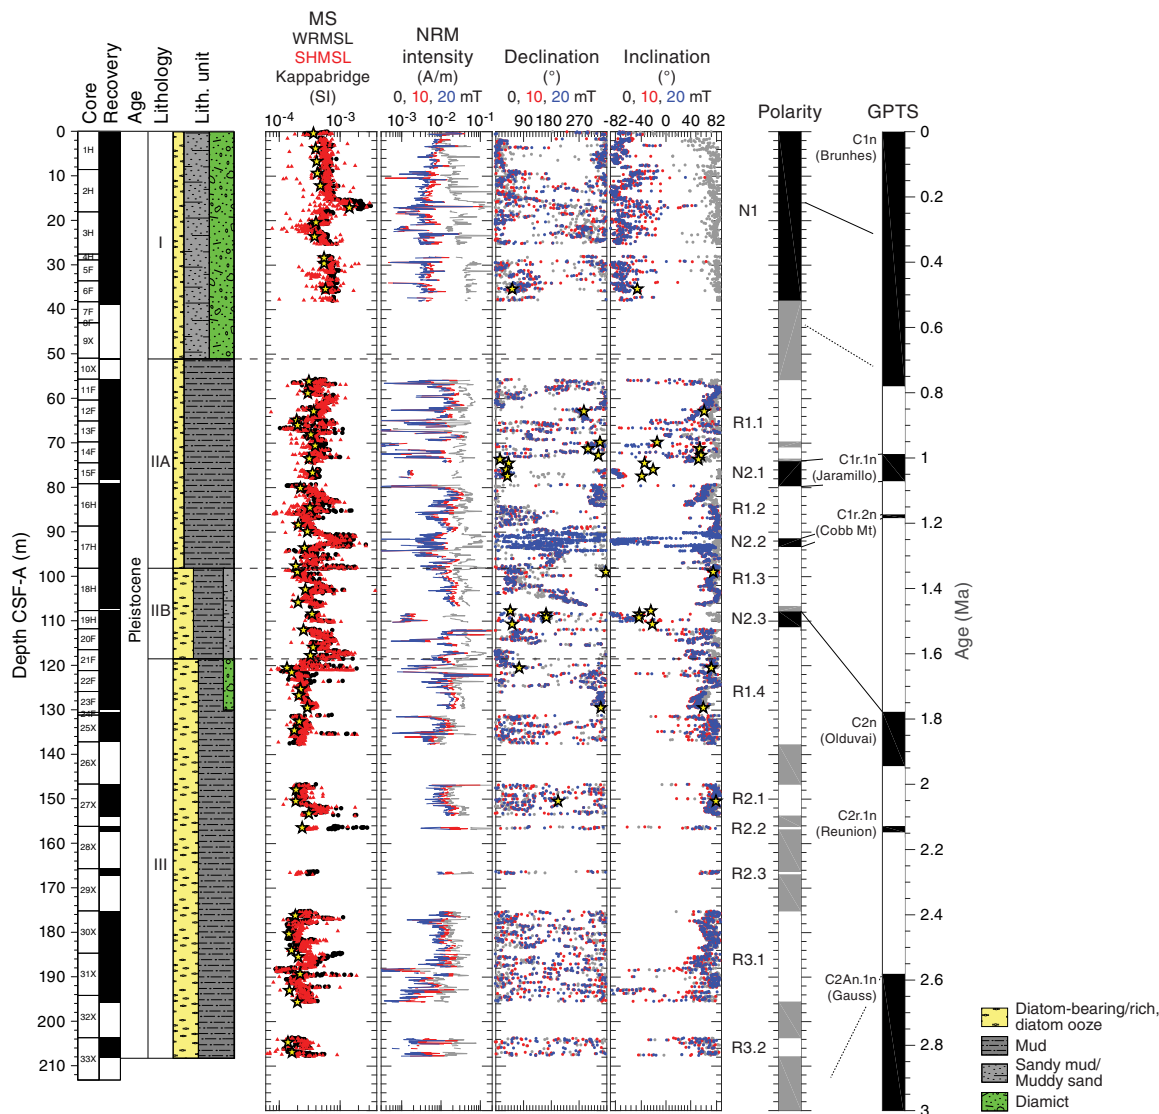 MS
WRMSL
SHMSL
Kappabridge
(SI)
NRM
intensity
(A/m)
0, 10, 20 mT
Declination
(°)
0, 10, 20 mT
Inclination
(°)
0, 10, 20 mT
Core
Recovery
Age
Lithology
Lith. unit
Polarity
GPTS
10-4 10-3
10-3 10-2 10-1
90 180 270
-82 -40 0 40 82
Depth CSF-A (m)
0
10
20
30
40
50
60
70
80
90
100
110
120
130
140
150
160
170
180
190
200
210
1H
2H
3H
4H
5F
6F
7F
8F
9X
10X
11F
12F
13F
14F
15F
16H
17H
18H
19H
20F
21F
22F
23F
24F
25X
26X
27X
28X
29X
30X
31X
32X
33X
Pleistocene
I
IIA
IIB
III
N1
R1.1
N2.1
R1.2
N2.2
R1.3
N2.3
R1.4
R2.1
R2.2
R2.3
R3.1
R3.2
C1n
(Brunhes)
C1r.1n
(Jaramillo)
C1r.2n
(Cobb Mt)
C2n
(Olduvai)
C2r.1n
(Reunion)
C2An.1n
(Gauss)
0
0.2
0.4
0.6
0.8
1
1.2
1.4
1.6
1.8
2
2.2
2.4
2.6
2.8
3
Age (Ma)
Diatom-bearing/rich,
diatom ooze
Mud
Sandy mud/
Muddy sand
Diamict